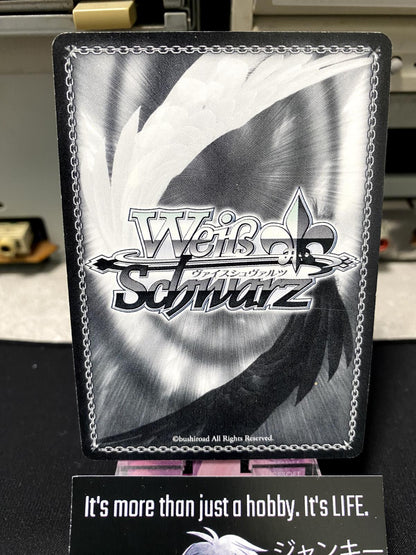 Weiß
ヴァイスシュヴァルツ
Schwarz
©bushiroad All Rights Reserved.
It's more than just a hobby. It's LIFE.
ジャンキー